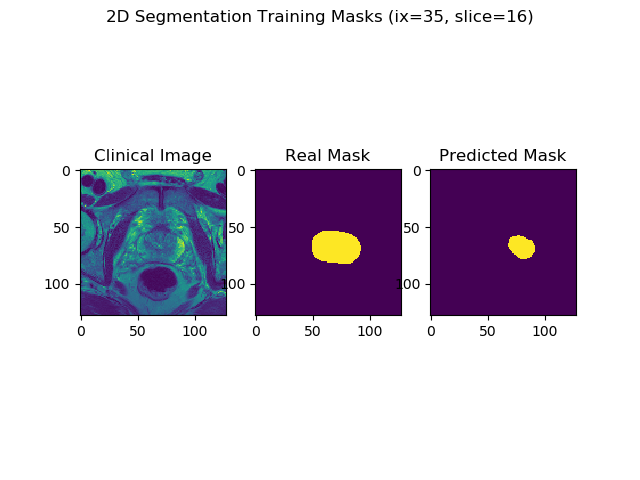 2D Segmentation Training Masks (ix=35, slice=16)
Clinical Image Real Mask Predicted Mask
0 0 0
50 50 50
100 100 100
0 50 100 0 50 100 0 50 100